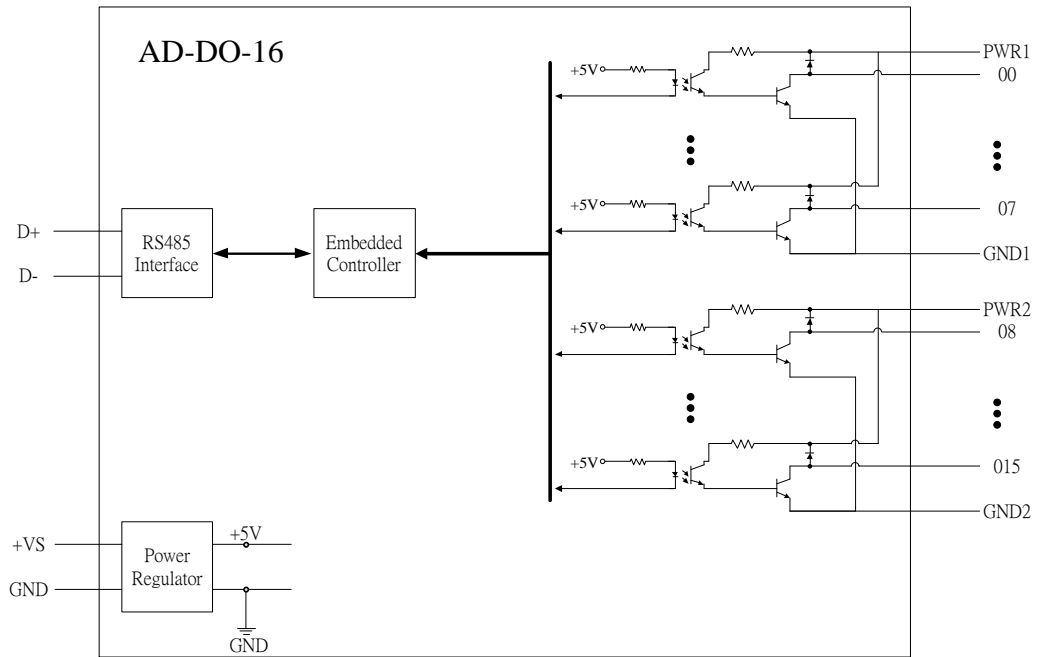 AD-DO-16
+5V
PWR1
00
+5V
07
GND1
D+
D-
RS485
Interface
Embedded
Controller
+5V
PWR2
08
+5V
015
GND2
+VS
GND
Power
Regulator
+5V
GND